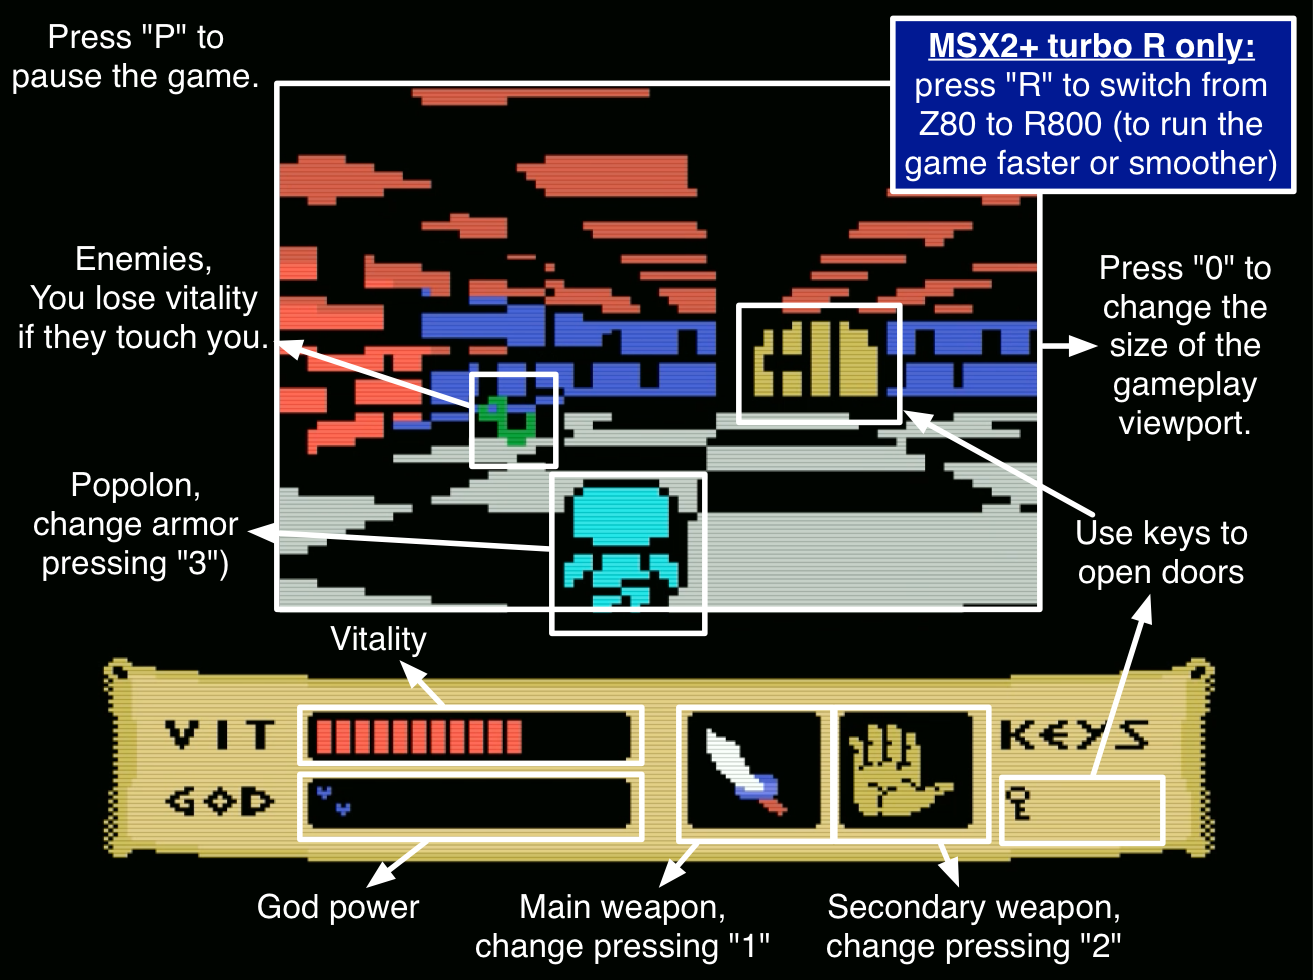 Press "P" to
pause the game.
MSX2+ turbo R only:
press "R" to switch from
Z80 to R800 (to run the
game faster or smoother)
Enemies,
You lose vitality
if they touch you.
Press "0" to
change the
size of the
gameplay
viewport.
Popolon,
change armor
pressing "3")
Use keys to
open doors
Vitality
VIT
KEYS
GOD
God power
Main weapon,
change pressing "1"
Secondary weapon,
change pressing "2"